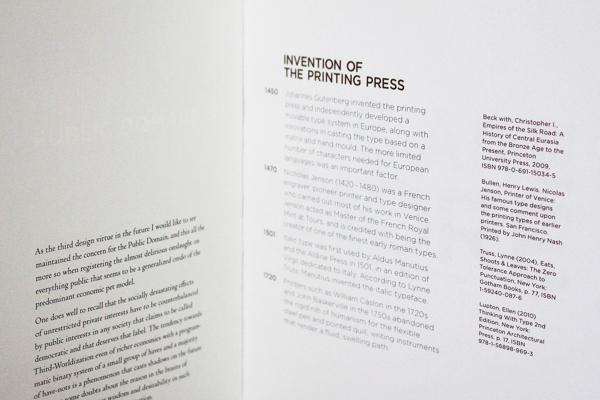 As the third design virtue in the future I would like to see
maintained the concern for the Public Domain, and this all the
more so when registering the almost delirious onslaught on
everything public that seems to be a generalized credo of the
predominant economic pet model.
One does well to recall that the socially devastating effects
of unrestricted private interests have to be counterbalanced
by public interests in any society that claims to be called
democratic and that deserves that label. The tendency towards
Third-Worldization even of richer economies with a program-
matic binary system of a small group of haves and a majority
of have-nots is a phenomenon that casts shadows on the future
some doubts about the reason in the brains of
wisdom and desirability in such
INVENTION OF
THE PRINTING PRESS
1450
Johannes Gutenberg invented the printing
press and independently developed a
movable type system in Europe, along with
innovations in casting the type based on a
matrix and hand mould. The more limited
number of characters needed for European
languages was an important factor
1470
Nicholas Jenson (1420 - 1480) was a French
engraver, pioneer printer and type designer
who carried out most of his work in Venice.
Jenson acted as Master of the French Royal
Mint at Tours, and is credited with being the
creator of one of the finest early roman types.
1501
Italic type was first used by Aldus Manutius
and the Aldine Press in 1501, in an edition of
Virgil dedicated to Italy. According to Lynne
Truss, Manutius invented the italic typeface.
1720
Printers such as William Caslon in the 1720s
and John Baskerville in the 1750s abandoned
the rigid nib of humanism for the flexible
steel pen and pointed quill, writing instruments
that render a fluid, swelling path.
Beck with, Christopher I.,
Empires of the Silk Road: A
History of Central Eurasia
from the Bronze Age to the
Present, Princeton
University Press, 2009,
ISBN 978-0-691-15034-5
Bullen, Henry Lewis. Nicolas
Jenson, Printer of Venice:
His famous type designs
and some comment upon
the printing types of earlier
printers. San Francisco.
Printed by John Henry Nash
(1926).
Truss, Lynne (2004), Eats,
Shoots & Leaves: The Zero
Tolerance Approach to
Punctuation, New York:
Gotham Books, p. 77, ISBN
1-59240-087-6
Lupton, Ellen (2010)
Thinking With Type 2nd
Edition, New York:
Princeton Architectural
Press, p. 17, ISBN
978-1-56898-969-3